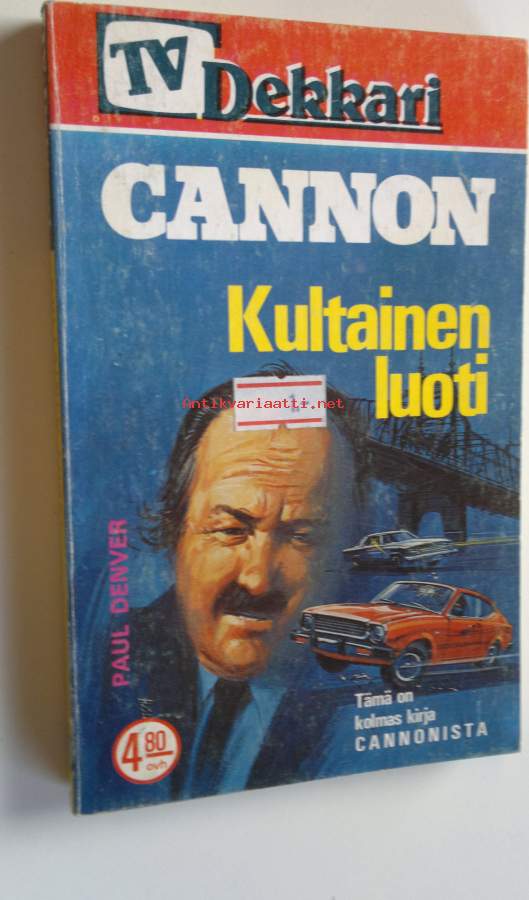 TV Dekkari
CANNON
Kultainen
luoti
Antikvariaatti.net
PAUL DENVER
Tämä on
kolmas kirja
CANNONISTA
4 80
ovh